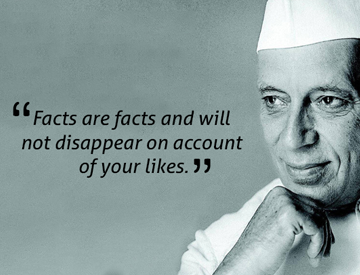 “Facts are facts and will
not disappear on account
of your likes.”